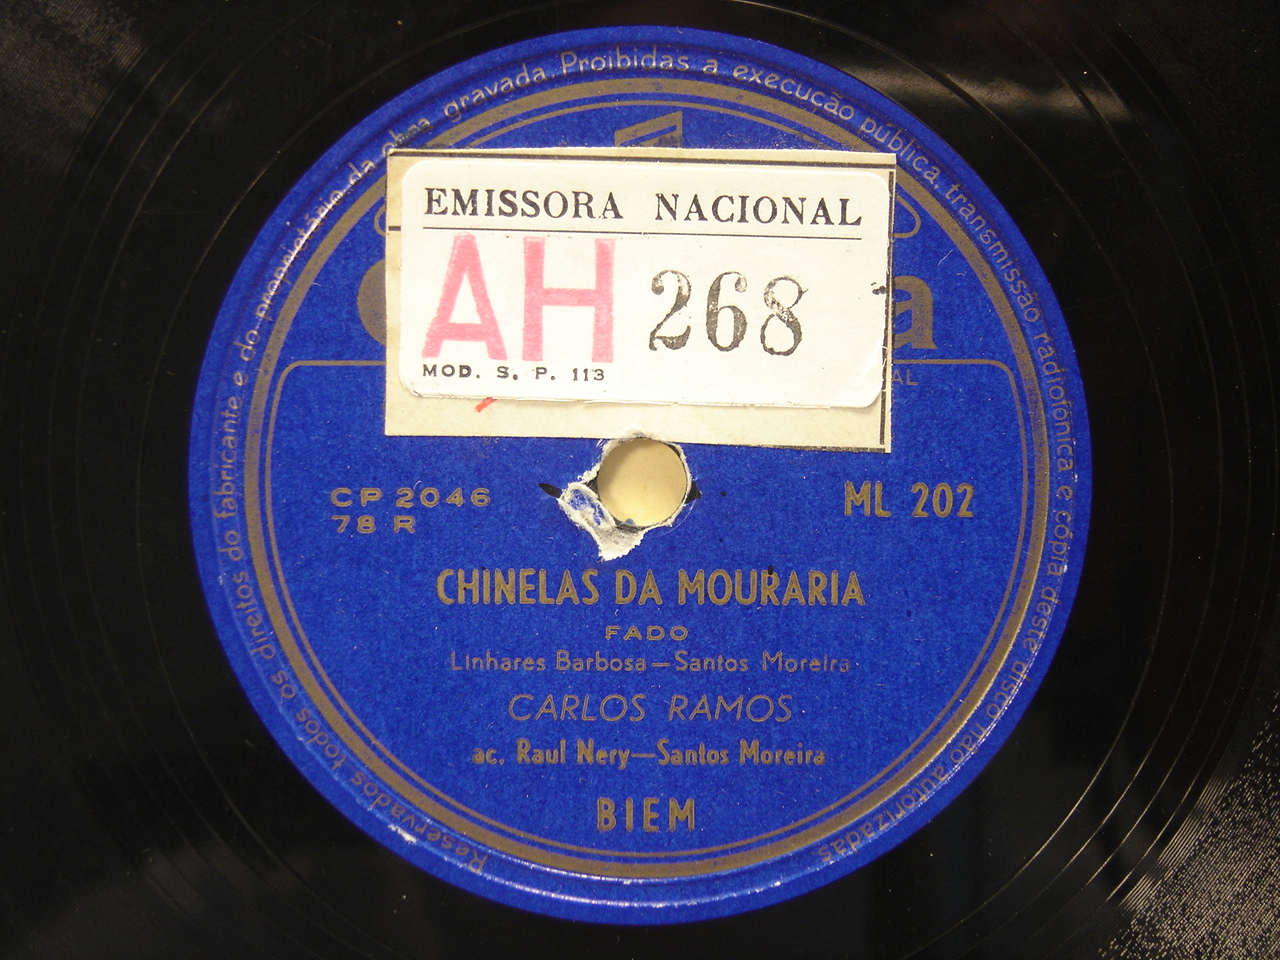 Reservados todos os direitos do fabricante e do proprietário da obra gravada. Proibidas a execução pública, transmissão radiofónica e cópia deste disco não autorizadas
EMISSORA NACIONAL
AH 268
MOD. S. P. 113
CP 2046
78 R
ML 202
CHINELAS DA MOURARIA
FADO
Linhares Barbosa—Santos Moreira
CARLOS RAMOS
ac. Raul Nery—Santos Moreira
BIEM